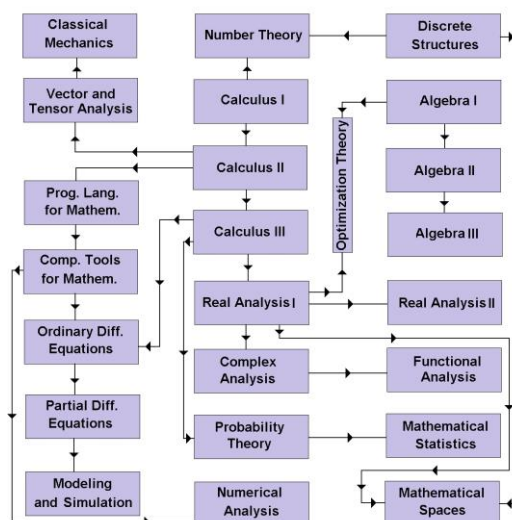 Classical
Mechanics
Number Theory
Discrete
Structures
Vector and
Tensor Analysis
Calculus I
Algebra I
Optimization Theory
Calculus II
Algebra II
Prog. Lang.
for Mathem.
Calculus III
Algebra III
Comp. Tools
for Mathem.
Real Analysis I
Real Analysis II
Ordinary Diff.
Equations
Complex
Analysis
Functional
Analysis
Partial Diff.
Equations
Probability
Theory
Mathematical
Statistics
Modeling
and Simulation
Numerical
Analysis
Mathematical
Spaces